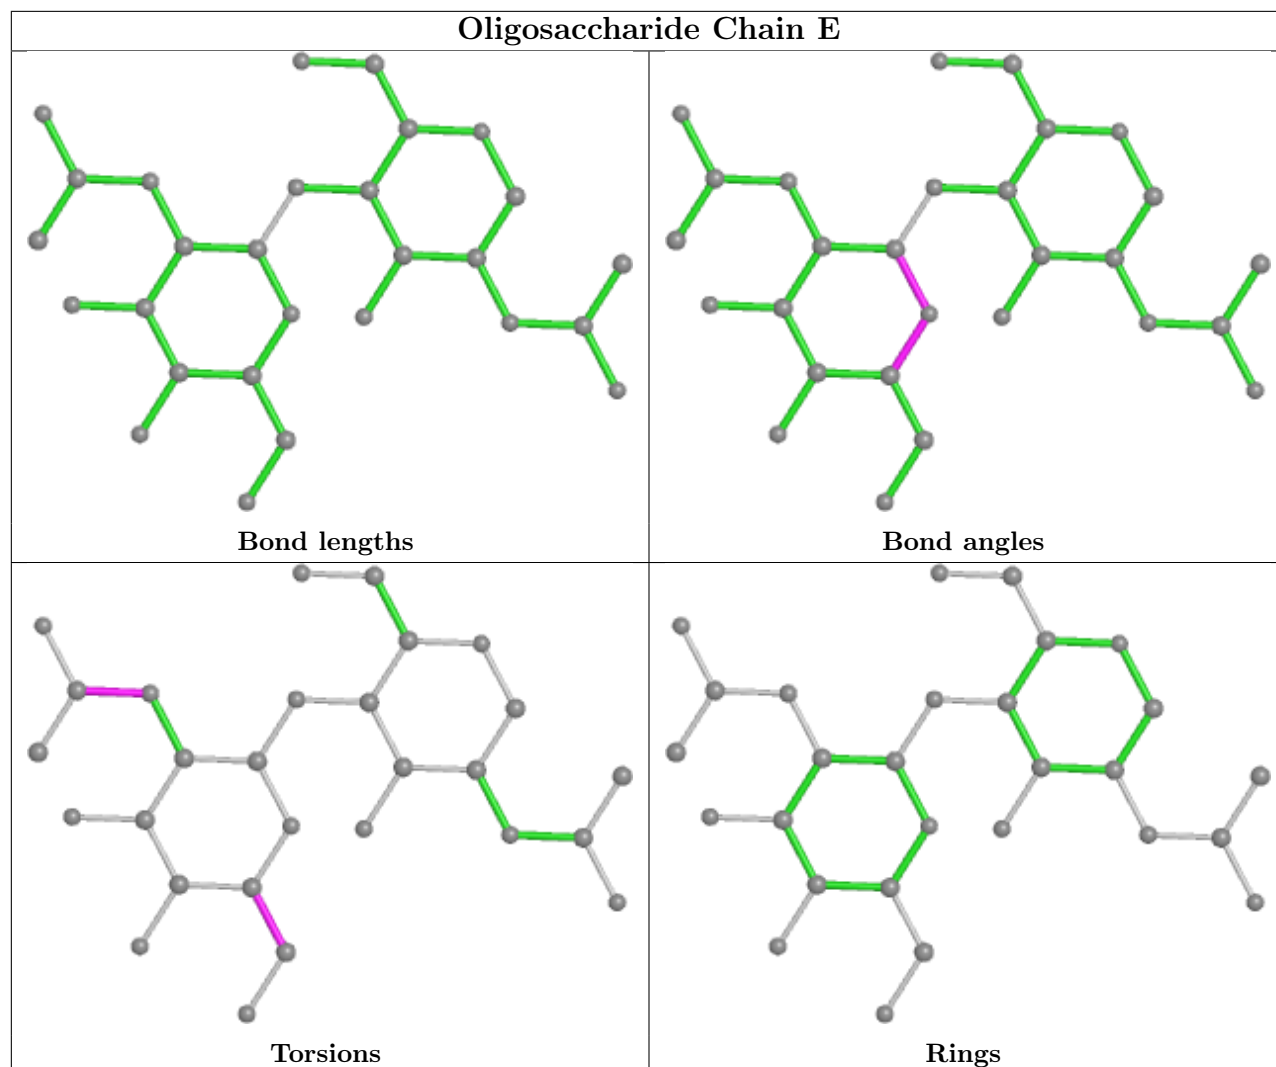 Oligosaccharide Chain E
Bond lengths
Bond angles
Torsions
Rings